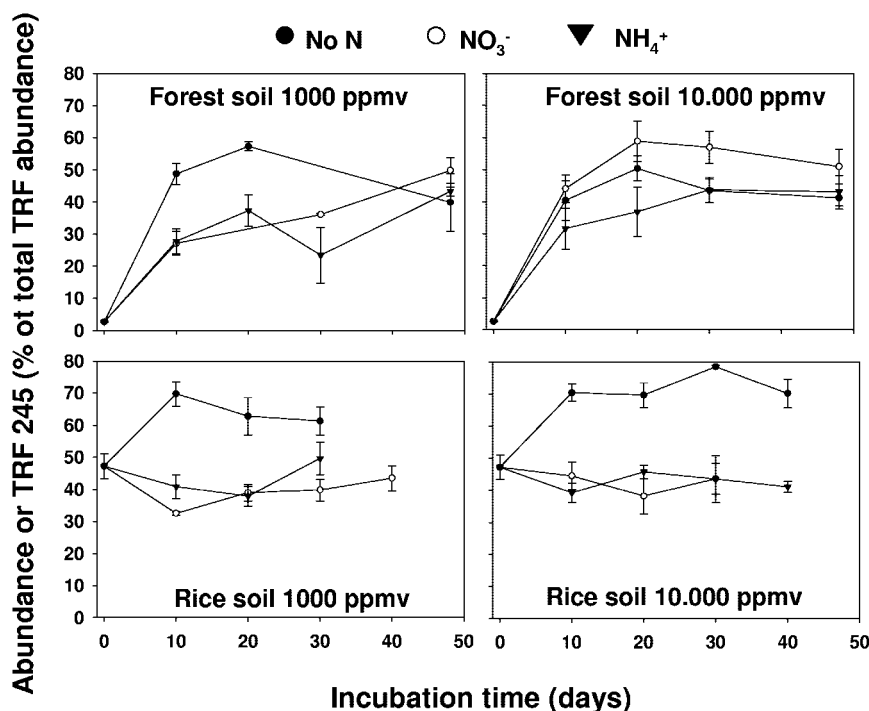 No N NO₃⁻ NH₄⁺
Abundance or TRF 245 (% ot total TRF abundance)
Forest soil 1000 ppmv
80
70
60
50
40
30
20
10
0
Forest soil 10.000 ppmv
80
70
60
50
40
30
20
10
0
Rice soil 1000 ppmv
0 10 20 30 40 50
Rice soil 10.000 ppmv
0 10 20 30 40 50
Incubation time (days)